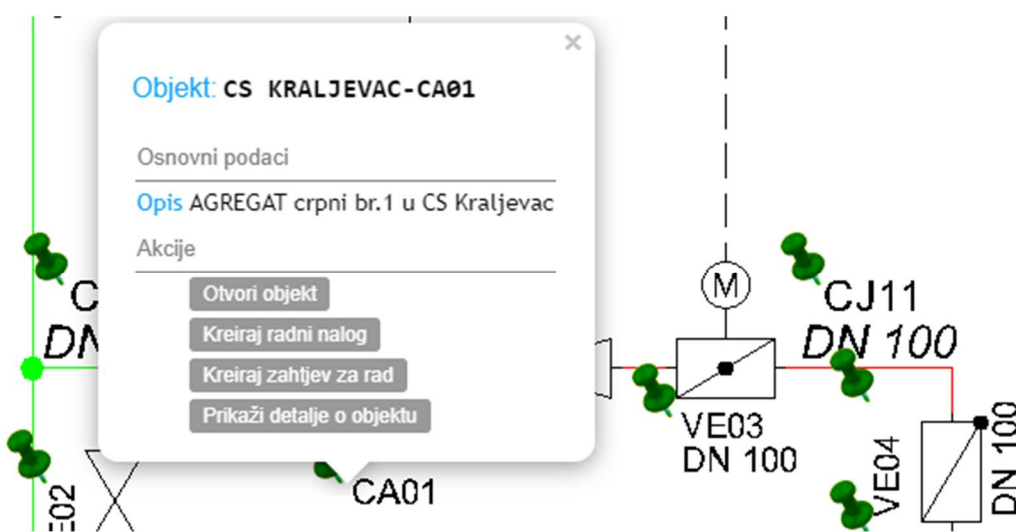 ×
Objekt: CS KRALJEVAC-CA01
Osnovni podaci
Opis AGREGAT crpni br.1 u CS Kraljevac
Akcije
Otvori objekt
Kreiraj radni nalog
Kreiraj zahtjev za rad
Prikaži detalje o objektu
M
CJ11
DN 100
VE03
DN 100
VE04
DN 100
CA01